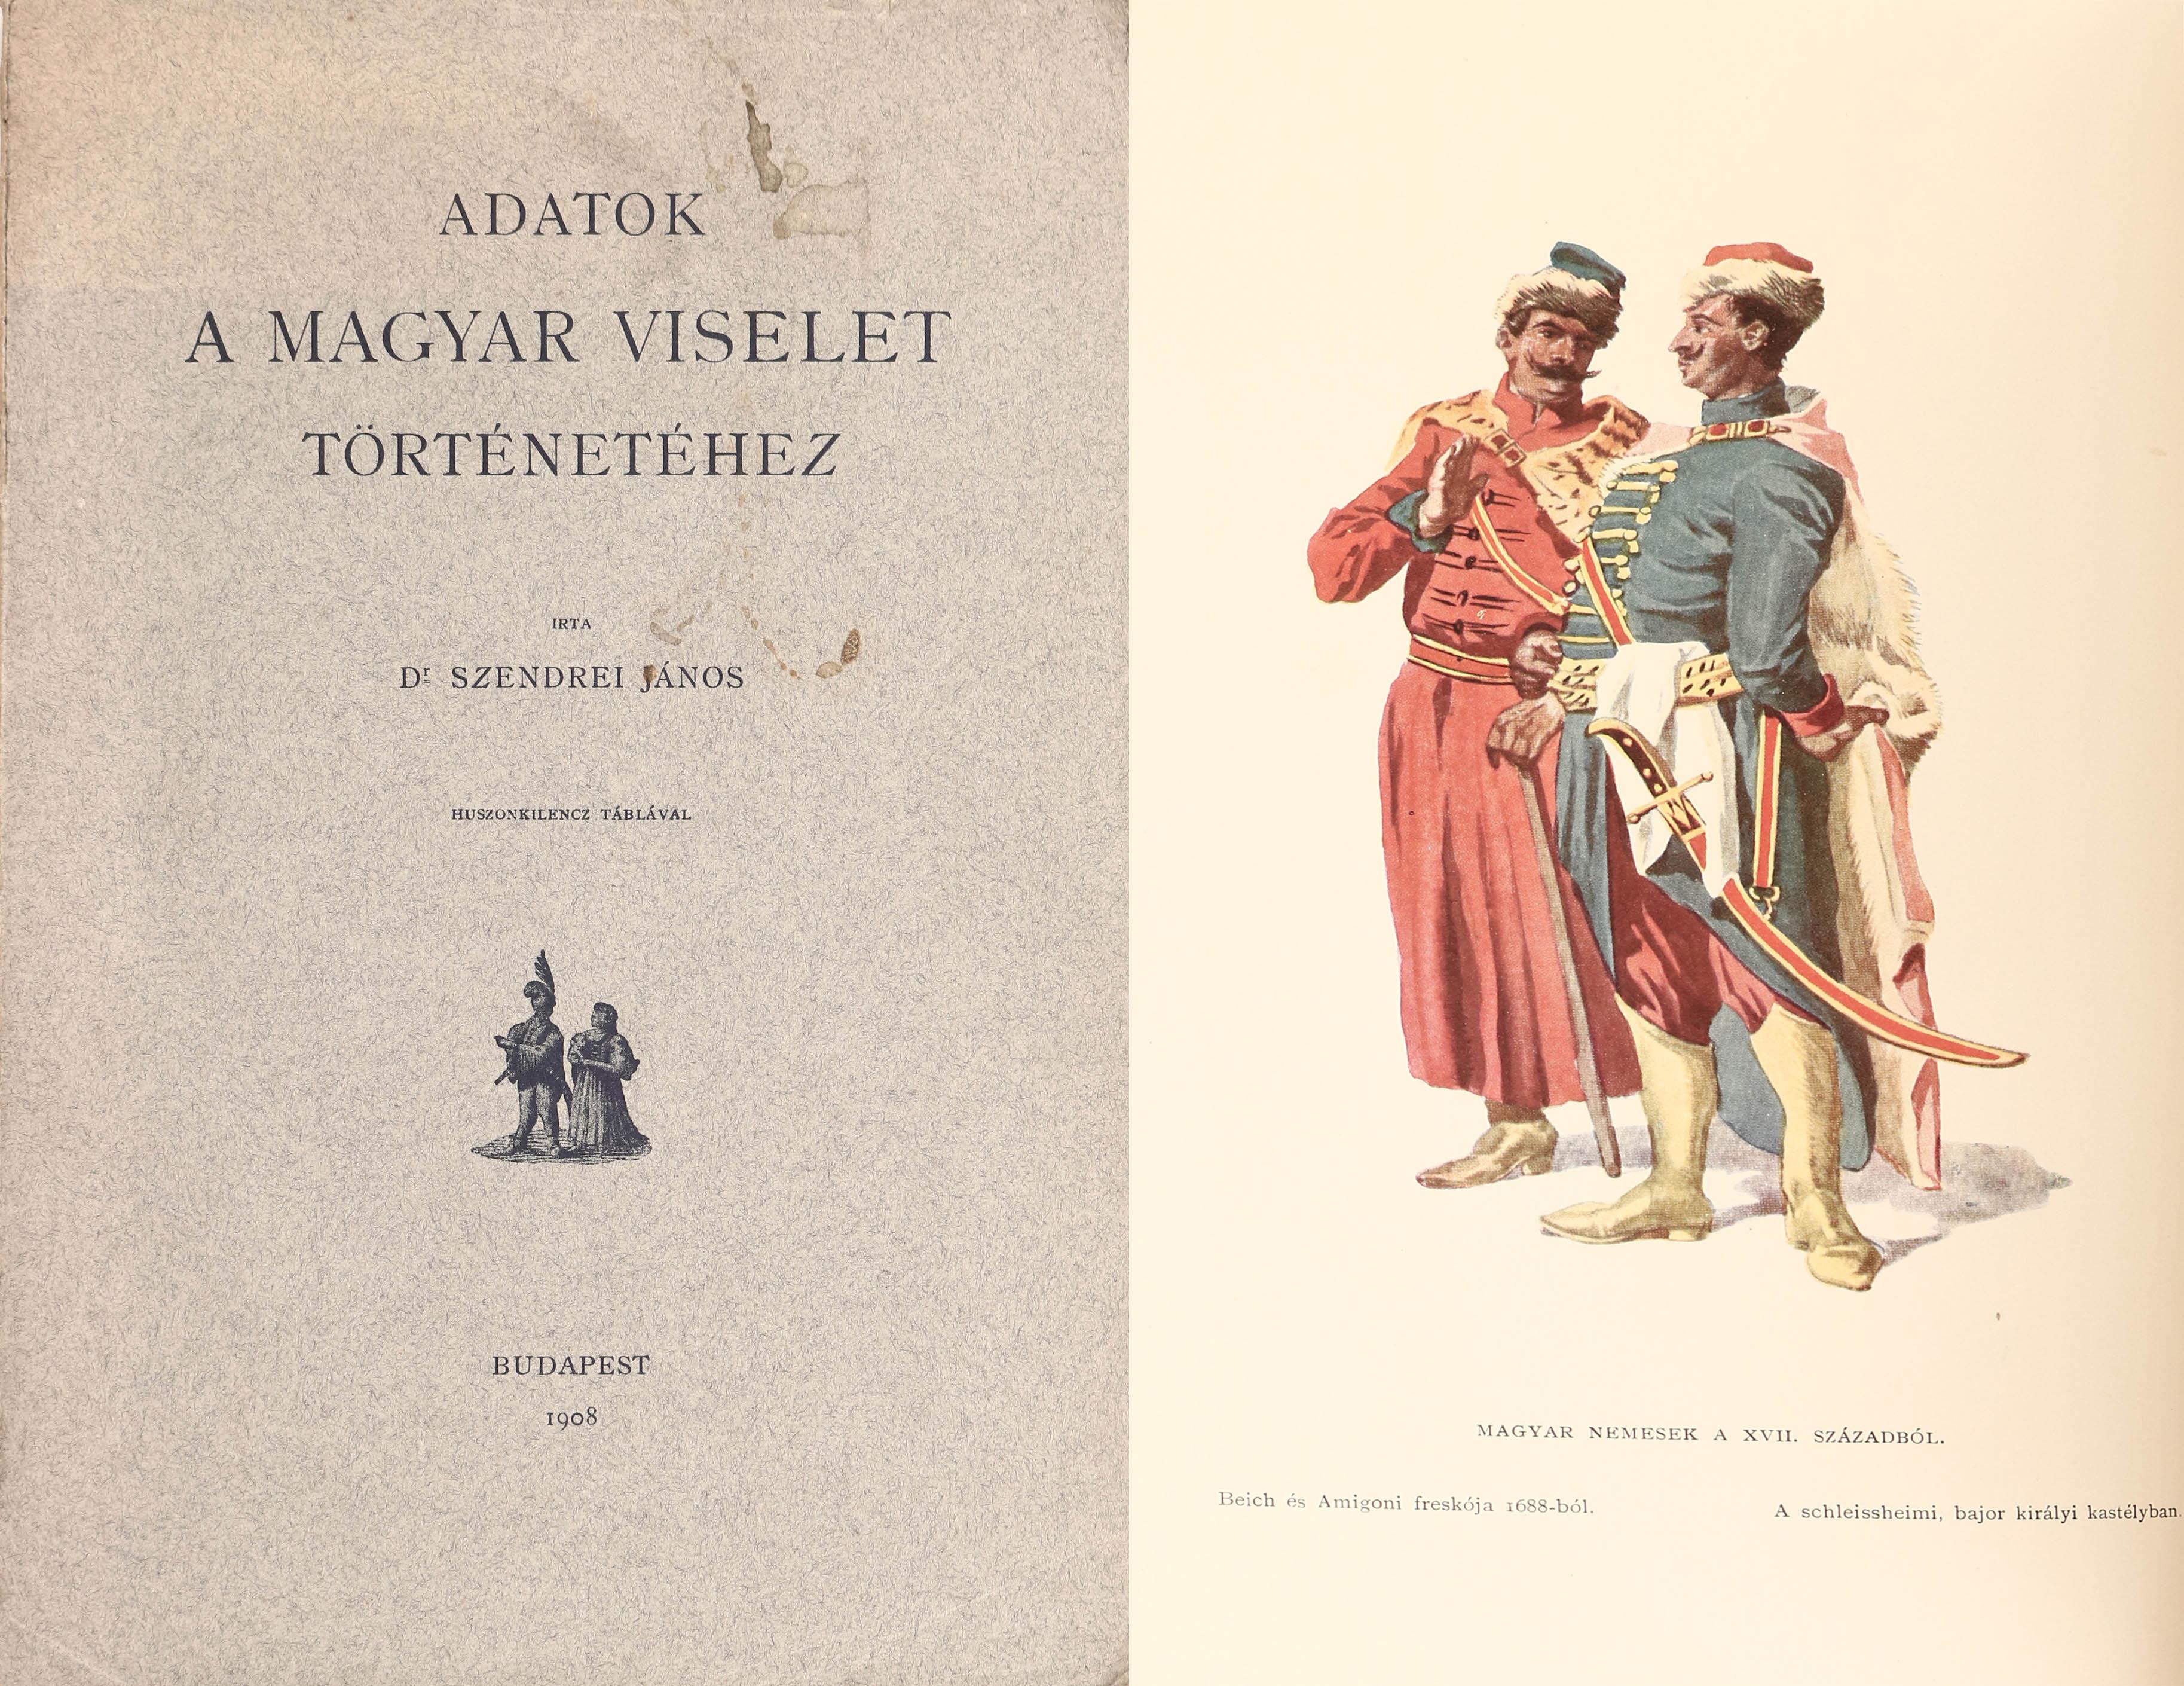 ADATOK
A MAGYAR VISELET
TÖRTÉNETÉHEZ
IRTA
Dr SZENDREI JÁNOS
HUSZONKILENCZ TÁBLÁVAL
BUDAPEST
1908
MAGYAR NEMESEK A XVII. SZÁZADBÓL.
Beich és Amigoni freskója 1688-ból.
A schleissheimi, bajor királyi kastélyban.